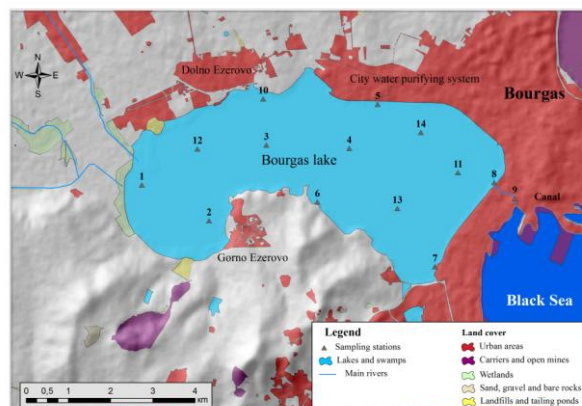 N
W E
S
Dolno Ezerovo
City water purifying system
Bourgas
10
5
14
12
3
4
Bourgas lake
11
1
8
6
9
Canal
2
13
Gorno Ezerovo
7
Black Sea
Legend
Sampling stations
Lakes and swamps
Main rivers
Land cover
Urban areas
Carriers and open mines
Wetlands
Sand, gravel and bare rocks
Landfills and tailing ponds
0 0,5 1 2 3 4
km